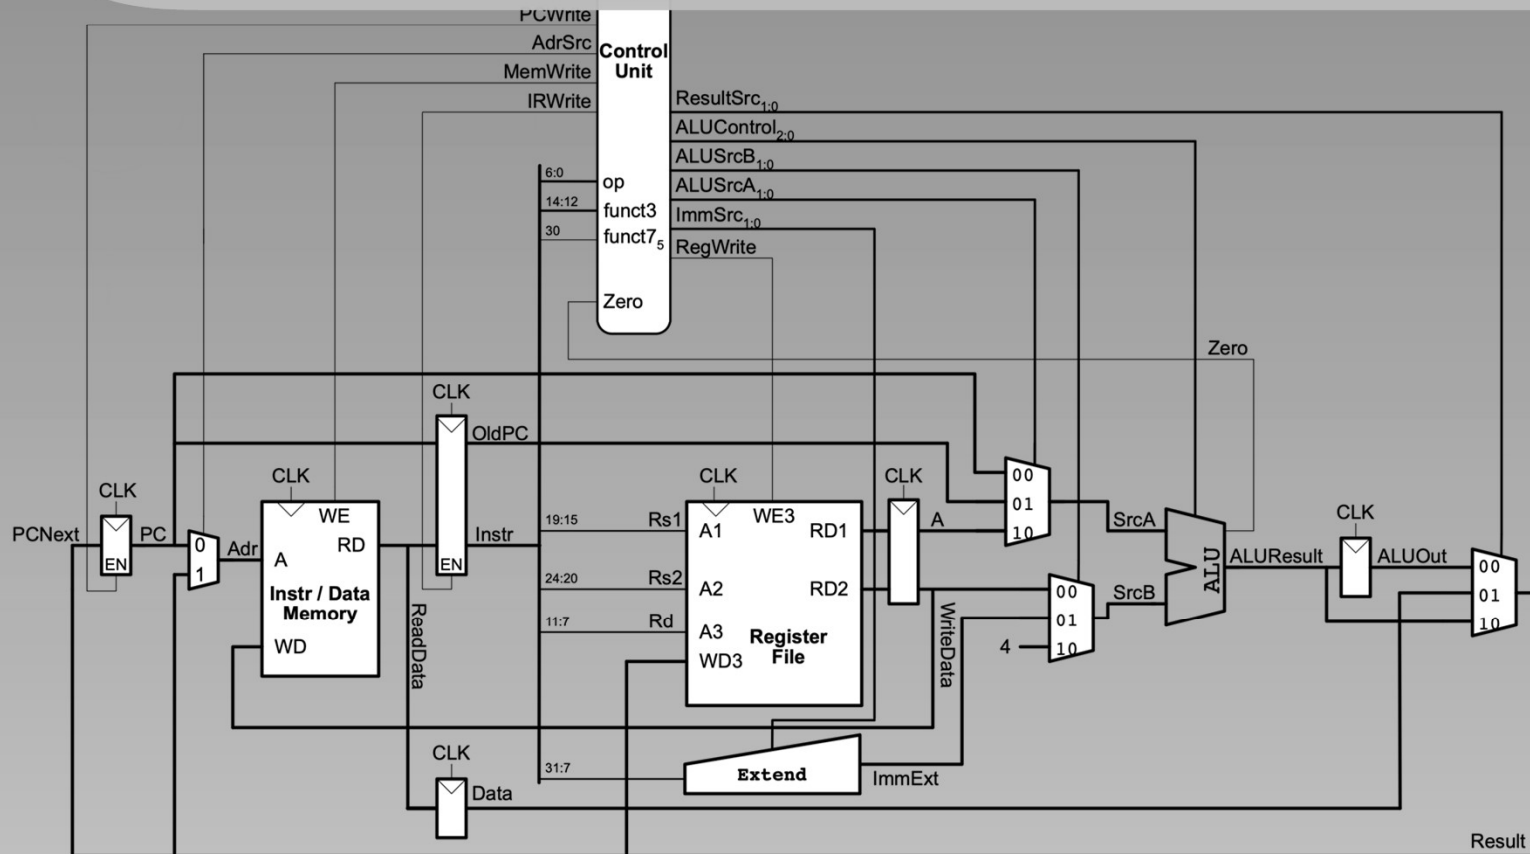 PCWrite
AdrSrc
MemWrite
IRWrite
Control
Unit
ResultSrc1:0
ALUControl2:0
ALUSrcB1:0
ALUSrcA1:0
ImmSrc1:0
RegWrite
6:0
op
14:12
funct3
30
funct75
Zero
Zero
CLK
OldPC
CLK
CLK
CLK
CLK
CLK
PCNext
PC
EN
0
1
Adr
WE
A
RD
Instr / Data
Memory
WD
ReadData
EN
Instr
19:15
Rs1
24:20
Rs2
11:7
Rd
A1
WE3
RD1
A2
RD2
A3
WD3
Register
File
A
WriteData
00
01
10
00
01
10
4
SrcA
SrcB
ALU
ALUResult
ALUOut
00
01
10
CLK
Data
31:7
Extend
ImmExt
Result